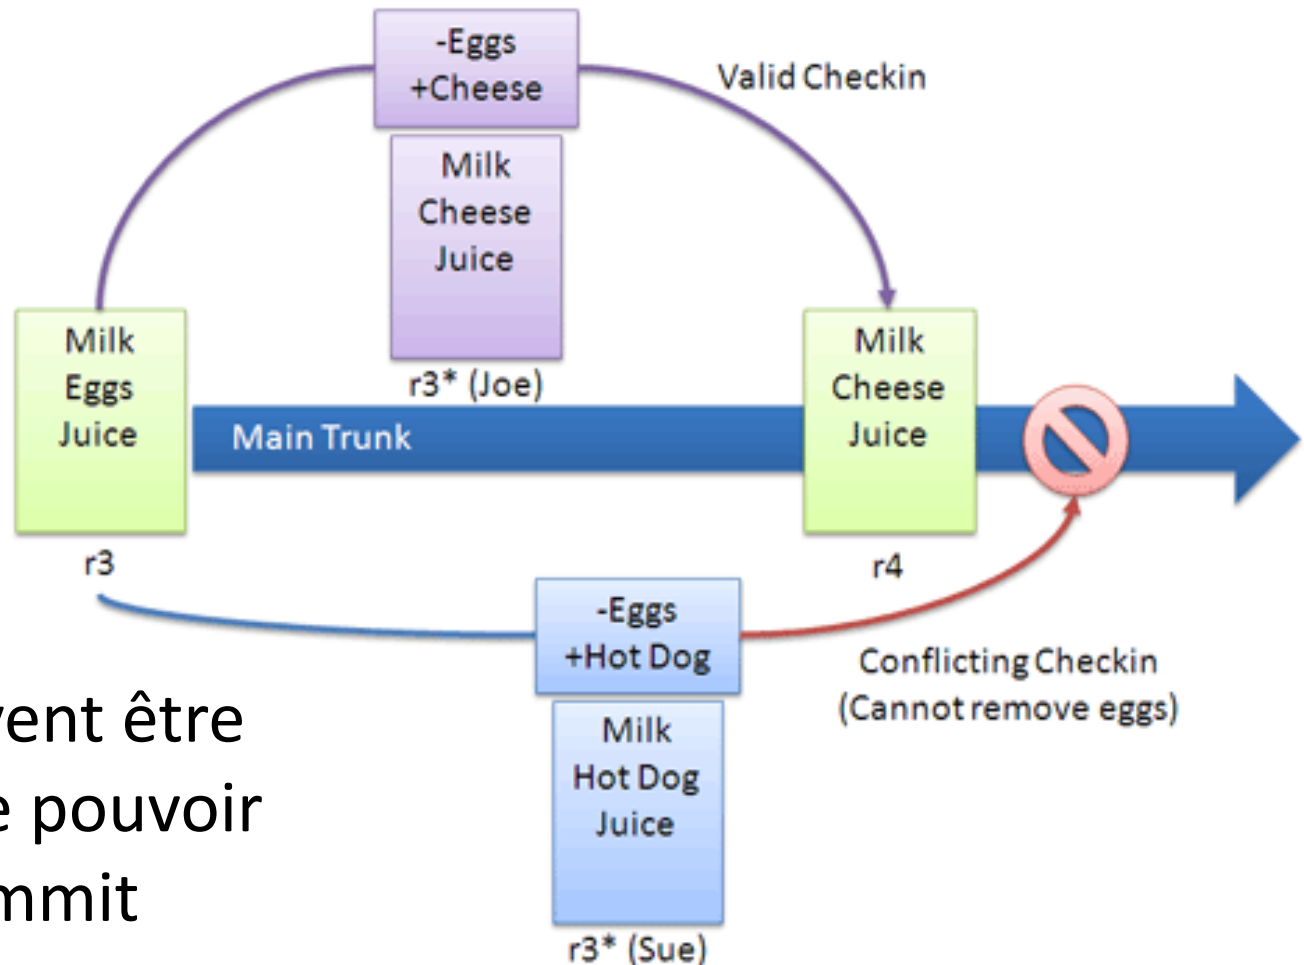 -Eggs
+Cheese
Valid Checkin
Milk
Cheese
Juice
r3* (Joe)
Milk
Eggs
Juice
r3
Main Trunk
Milk
Cheese
Juice
r4
-Eggs
+Hot Dog
Conflicting Checkin
(Cannot remove eggs)
Milk
Hot Dog
Juice
r3* (Sue)
vent être
e pouvoir
mmit